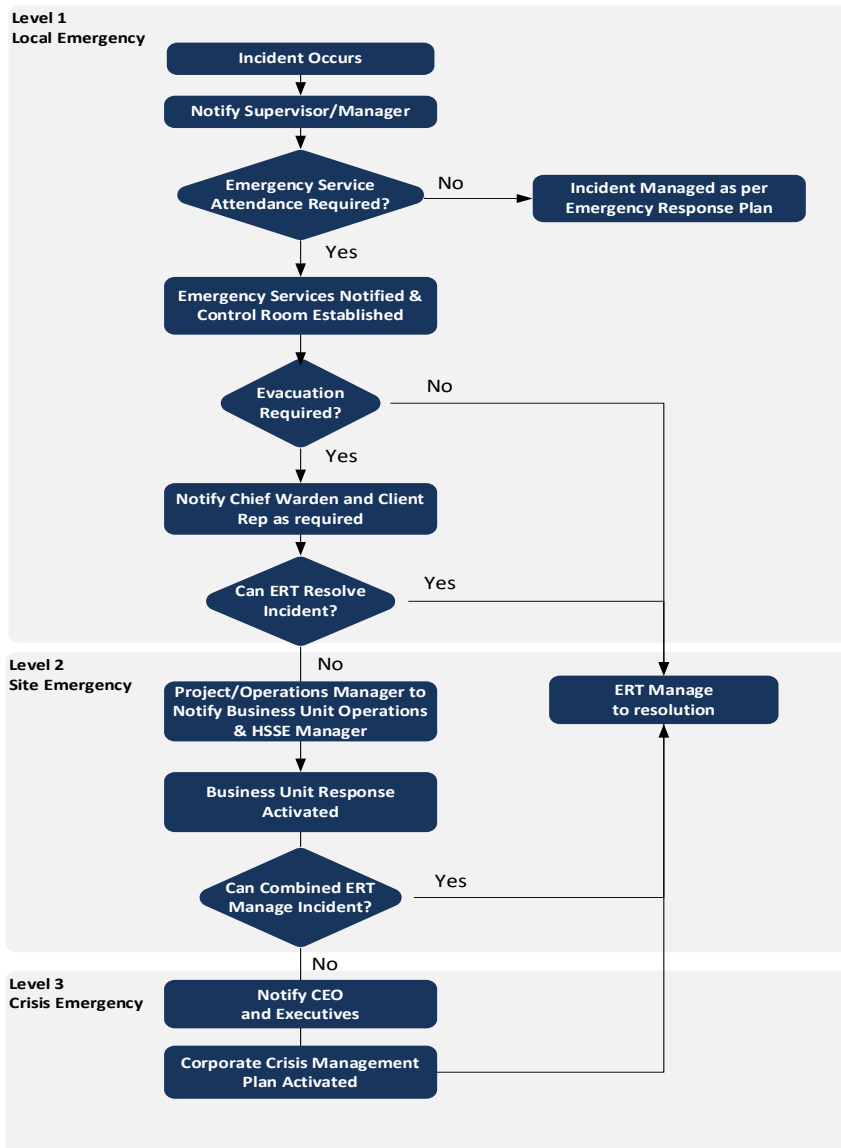 Level 1
Local Emergency
Incident Occurs
Notify Supervisor/Manager
Emergency Service
Attendance Required?
No
Incident Managed as per
Emergency Response Plan
Yes
Emergency Services Notified &
Control Room Established
Evacuation
Required?
No
Yes
Notify Chief Warden and Client
Rep as required
Can ERT Resolve
Incident?
Yes
No
Level 2
Site Emergency
Project/Operations Manager to
Notify Business Unit Operations
& HSSE Manager
ERT Manage
to resolution
Business Unit Response
Activated
Can Combined ERT
Manage Incident?
Yes
No
Level 3
Crisis Emergency
Notify CEO
and Executives
Corporate Crisis Management
Plan Activated